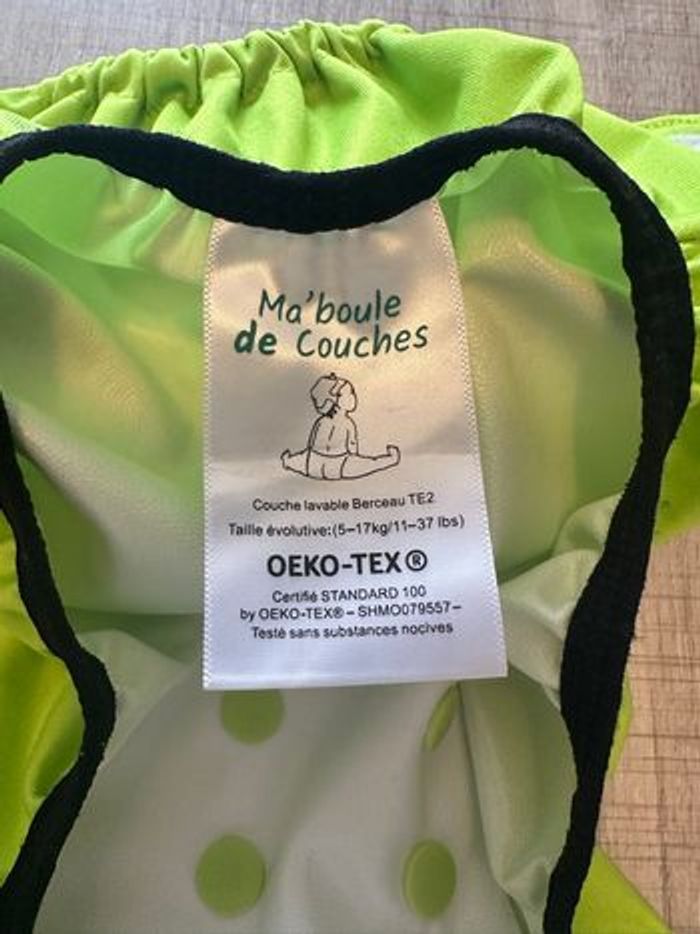 Ma'boule
de Couches
Couche lavable Berceau TE2
Taille évolutive:(5–17kg/11–37 lbs)
OEKO-TEX®
Certifié STANDARD 100
by OEKO-TEX® – SHMO079557–
Testé sans substances nocives